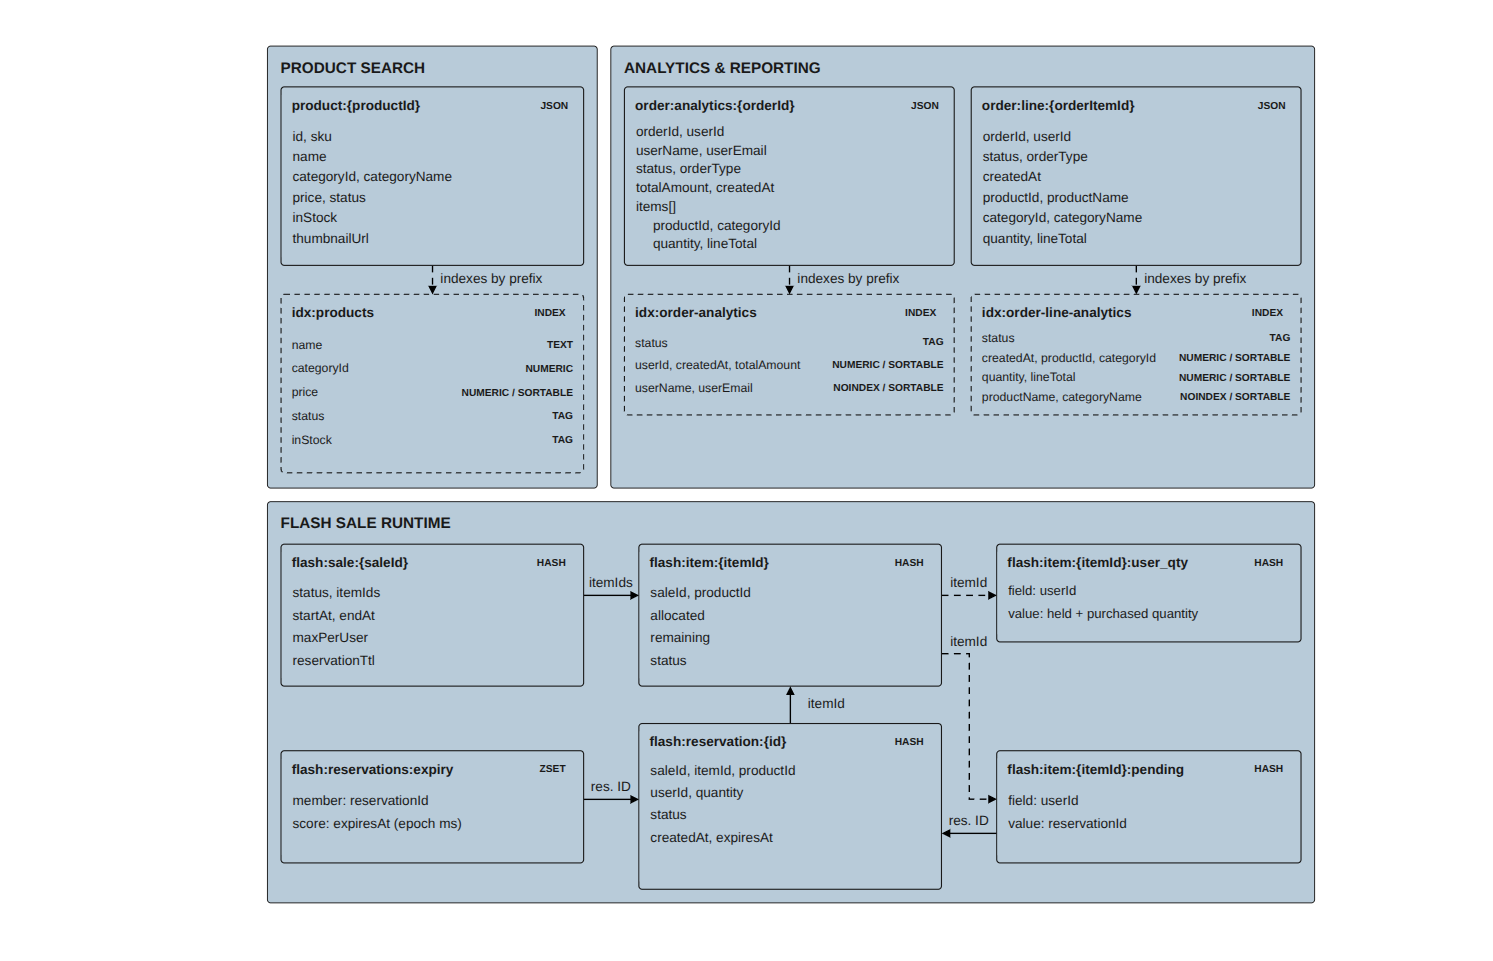 PRODUCT SEARCH
product:{productId} JSON
id, sku
name
categoryId, categoryName
price, status
inStock
thumbnailUrl
indexes by prefix
idx:products INDEX
name TEXT
categoryId NUMERIC
price NUMERIC / SORTABLE
status TAG
inStock TAG
ANALYTICS & REPORTING
order:analytics:{orderId} JSON
orderId, userId
userName, userEmail
status, orderType
totalAmount, createdAt
items[]
productId, categoryId
quantity, lineTotal
indexes by prefix
idx:order-analytics INDEX
status TAG
userId, createdAt, totalAmount NUMERIC / SORTABLE
userName, userEmail NOINDEX / SORTABLE
order:line:{orderItemId} JSON
orderId, userId
status, orderType
createdAt
productId, productName
categoryId, categoryName
quantity, lineTotal
indexes by prefix
idx:order-line-analytics INDEX
status TAG
createdAt, productId, categoryId NUMERIC / SORTABLE
quantity, lineTotal NUMERIC / SORTABLE
productName, categoryName NOINDEX / SORTABLE
FLASH SALE RUNTIME
flash:sale:{saleId} HASH
status, itemIds
startAt, endAt
maxPerUser
reservationTtl
itemIds
flash:item:{itemId} HASH
saleId, productId
allocated
remaining
status
itemId
flash:item:{itemId}:user_qty HASH
field: userId
value: held + purchased quantity
itemId
itemId
flash:reservations:expiry ZSET
member: reservationId
score: expiresAt (epoch ms)
res. ID
flash:reservation:{id} HASH
saleId, itemId, productId
userId, quantity
status
createdAt, expiresAt
res. ID
flash:item:{itemId}:pending HASH
field: userId
value: reservationId